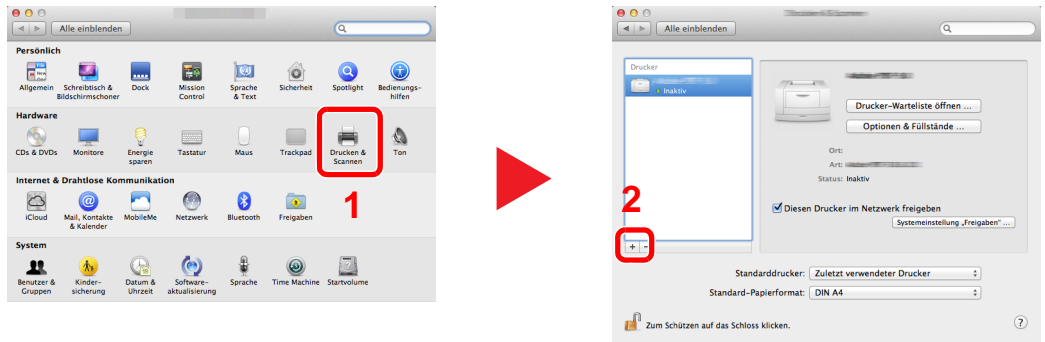 Alle einblenden
Persönlich
Allgemein
Schreibtisch &
Bildschirmschoner
Dock
Mission
Control
Sprache
& Text
Sicherheit
Spotlight
Bedienungs-
hilfen
Hardware
CDs & DVDs
Monitore
Energie
sparen
Tastatur
Maus
Trackpad
Drucken &
Scannen
Ton
1
Internet & Drahtlose Kommunikation
iCloud
Mail, Kontakte
& Kalender
MobileMe
Netzwerk
Bluetooth
Freigaben
System
Benutzer &
Gruppen
Kinder-
sicherung
Datum &
Uhrzeit
Software-
aktualisierung
Sprache
Time Machine
Startvolume
Alle einblenden
Drucker
Inaktiv
2
+ −
Drucker-Warteliste öffnen ...
Optionen & Füllstände ...
Ort:
Art:
Status: Inaktiv
Diesen Drucker im Netzwerk freigeben
Systemeinstellung „Freigaben“ ...
Standarddrucker: Zuletzt verwendeter Drucker
Standard-Papierformat: DIN A4
Zum Schützen auf das Schloss klicken.
?